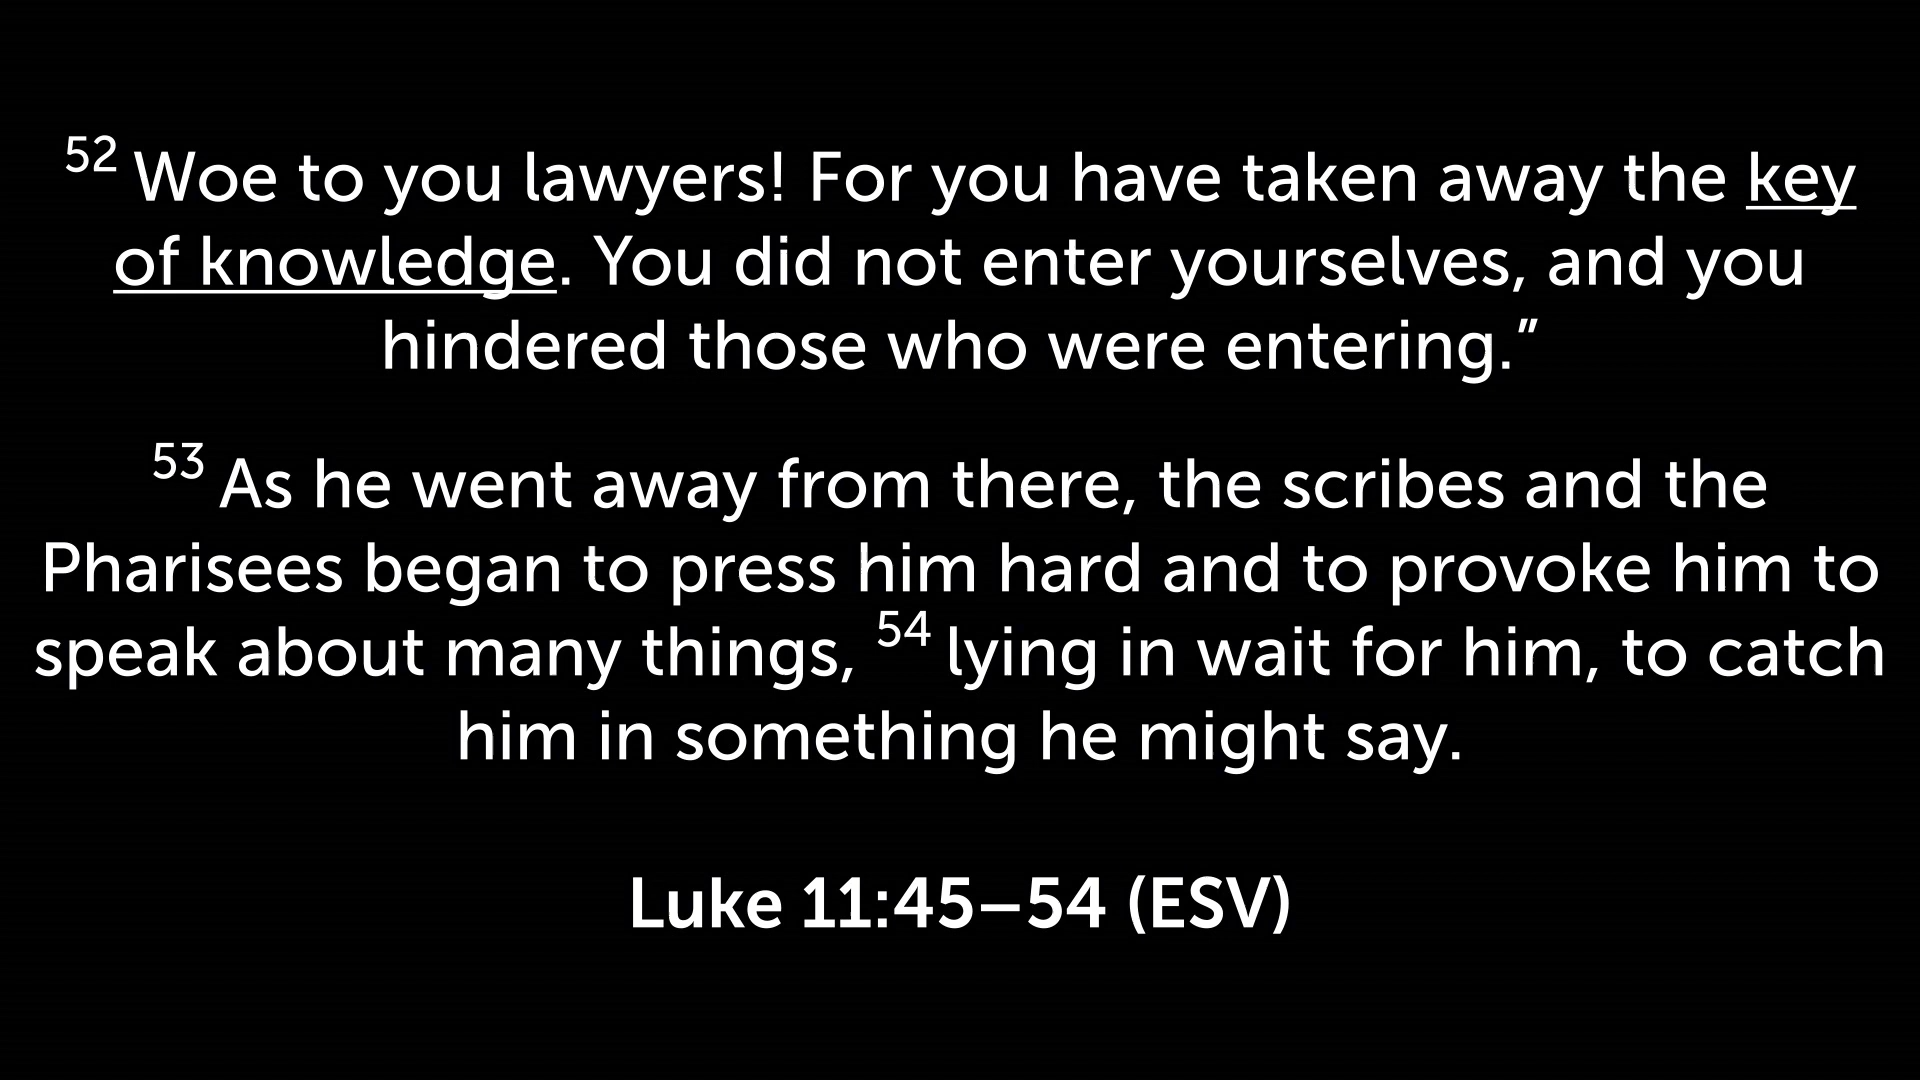 52 Woe to you lawyers! For you have taken away the key
of knowledge. You did not enter yourselves, and you
hindered those who were entering.”
53 As he went away from there, the scribes and the
Pharisees began to press him hard and to provoke him to
speak about many things, 54 lying in wait for him, to catch
him in something he might say.
Luke 11:45–54 (ESV)